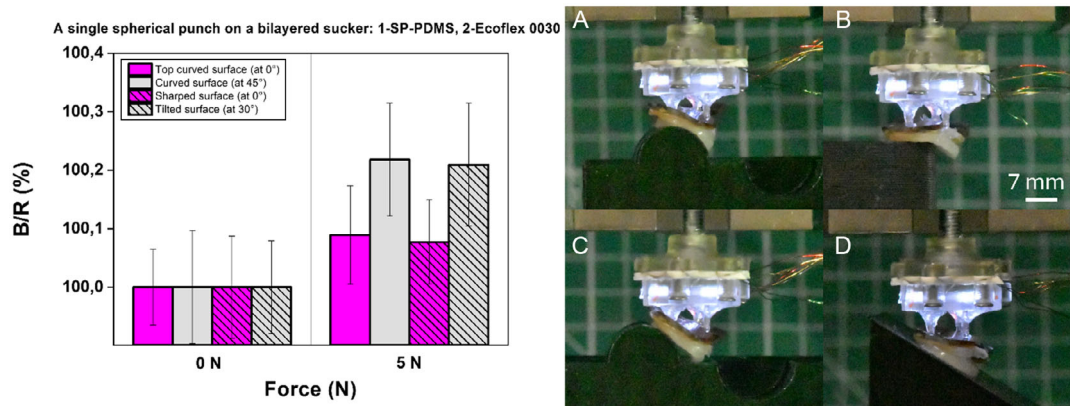 A single spherical punch on a bilayered sucker: 1-SP-PDMS, 2-Ecoflex 0030
100,4
Top curved surface (at 0°)
Curved surface (at 45°)
Sharped surface (at 0°)
Tilted surface (at 30°)
100,3
100,2
100,1
100,0
B/R (%)
0 N
5 N
Force (N)
A
B
7 mm
C
D